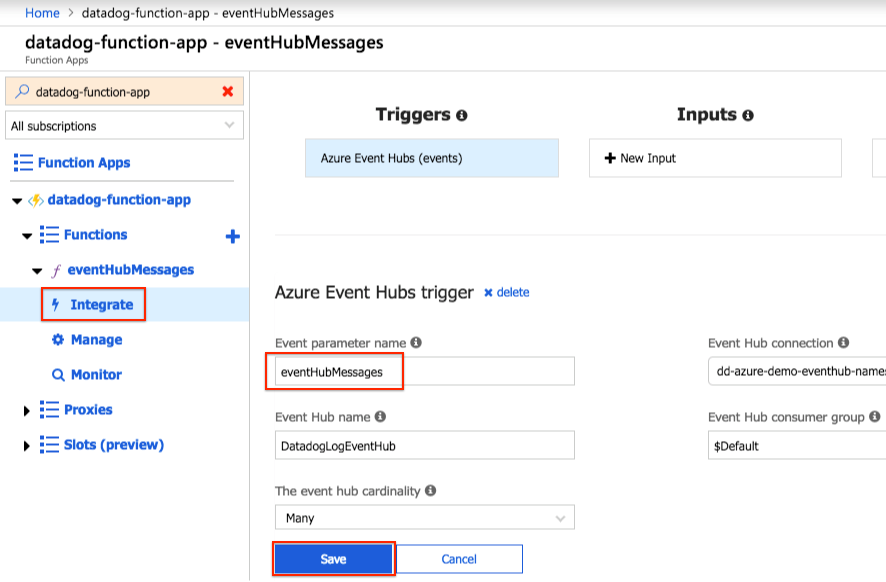 Home > datadog-function-app - eventHubMessages
datadog-function-app - eventHubMessages
Function Apps
datadog-function-app
All subscriptions
Function Apps
datadog-function-app
Functions
eventHubMessages
Integrate
Manage
Monitor
Proxies
Slots (preview)
Triggers
Inputs
Azure Event Hubs (events)
New Input
Azure Event Hubs trigger
delete
Event parameter name
Event Hub connection
eventHubMessages
dd-azure-demo-eventhub-names
Event Hub name
Event Hub consumer group
DatadogLogEventHub
$Default
The event hub cardinality
Many
Save
Cancel